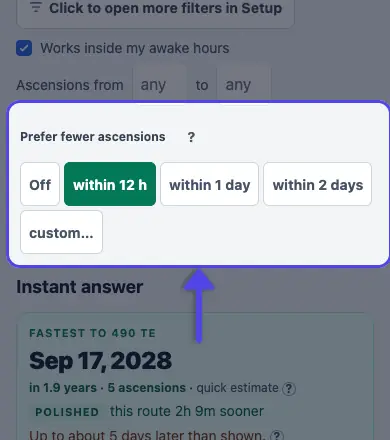 Click to open more filters in Setup
Works inside my awake hours
Ascensions from any to any
Prefer fewer ascensions ?
Off within 12 h within 1 day within 2 days
custom...
Instant answer
FASTEST TO 490 TE
Sep 17, 2028
in 1.9 years · 5 ascensions · quick estimate ?
POLISHED this route 2h 9m sooner
Up to about 5 days later than shown. ?